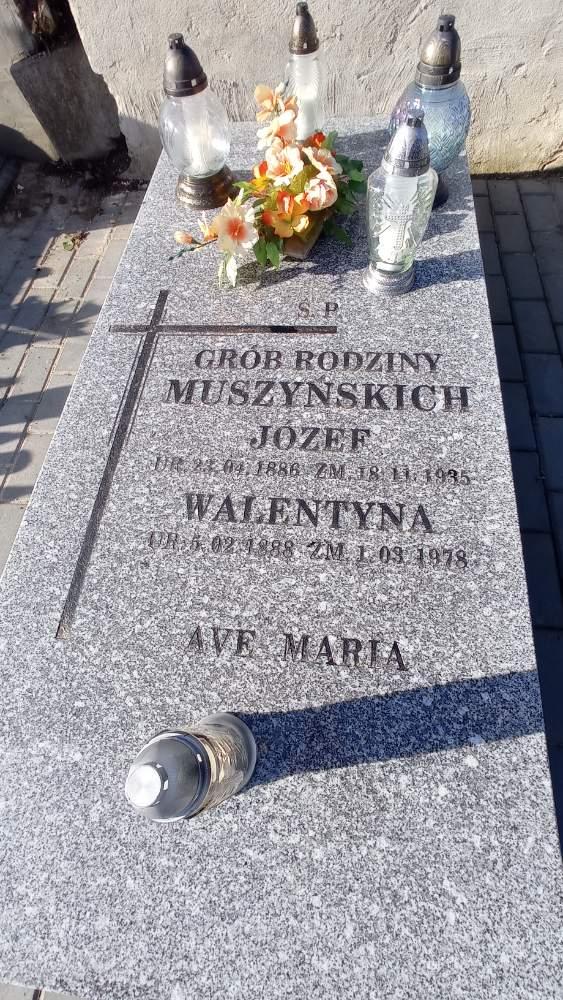 Ś. P.
GRÓB RODZINY
MUSZYŃSKICH
JÓZEF
UR. 23.04.1886 ZM. 18.11.1935
WALENTYNA
UR. 5.02.1888 ZM. 1.03.1978
AVE MARIA